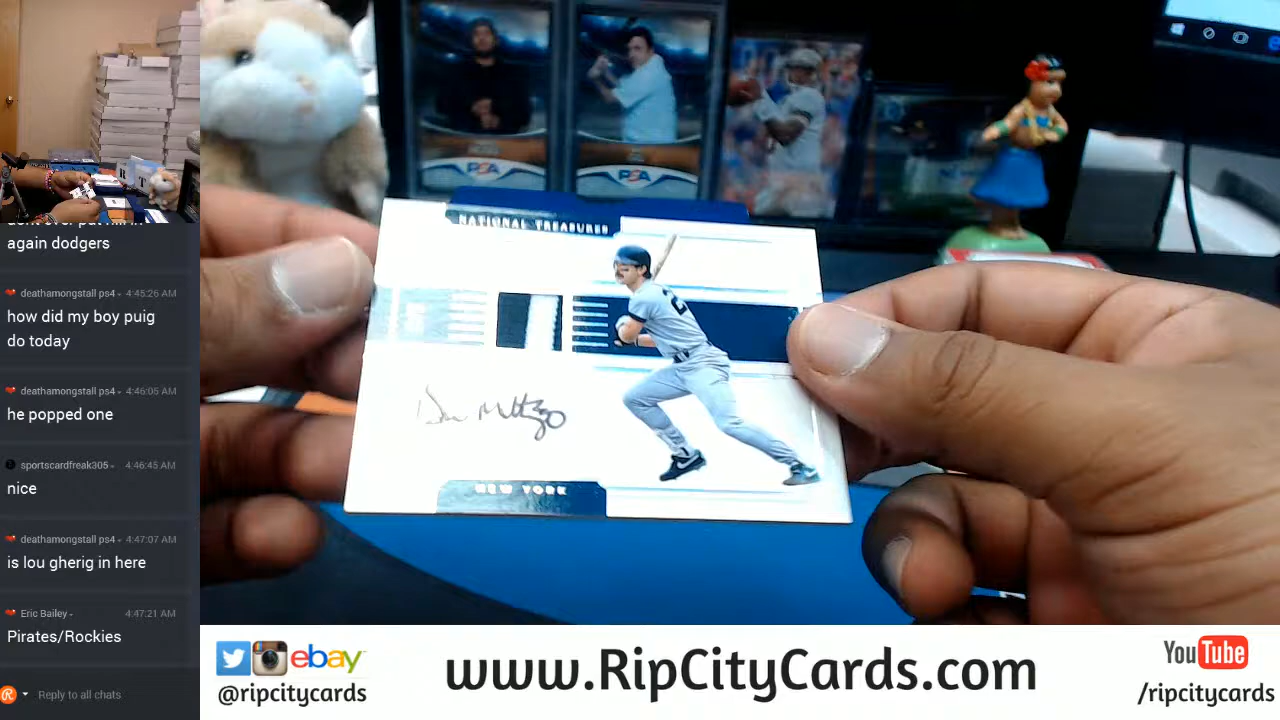 again dodgers
deathamongstall ps4 4:45:26 AM
how did my boy puig
do today
deathamongstall ps4 4:46:05 AM
he popped one
sportscardfreak305 4:46:45 AM
nice
deathamongstall ps4 4:47:07 AM
is lou gherig in here
Eric Bailey 4:47:21 AM
Pirates/Rockies
Reply to all chats
PSA
PSA
NATIONAL TREASURES
2
NEW YORK
ebay
@ripcitycards
www.RipCityCards.com
YouTube
/ripcitycards